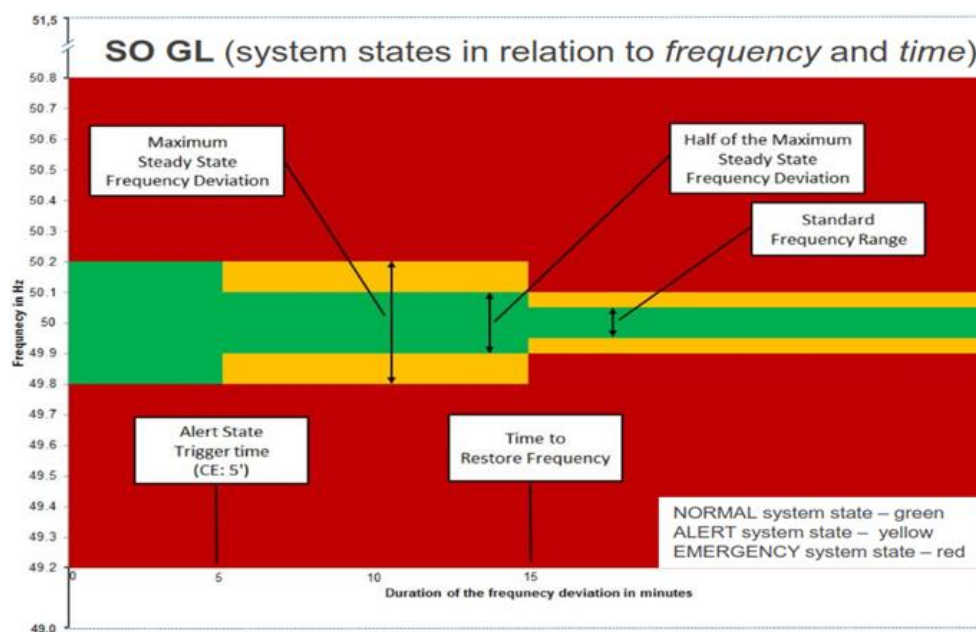 51,5
SO GL (system states in relation to frequency and time)
50.8
50.7
50.6
50.5
50.4
50.3
50.2
50.1
50
49.9
49.8
49.7
49.6
49.5
49.4
49.3
49.2
49.0
Frequnecy in Hz
Maximum
Steady State
Frequency Deviation
Half of the Maximum
Steady State
Frequency Deviation
Standard
Frequency Range
Alert State
Trigger time
(CE: 5')
Time to
Restore Frequency
NORMAL system state – green
ALERT system state – yellow
EMERGENCY system state – red
0
5
10
15
Duration of the frequnecy deviation in minutes